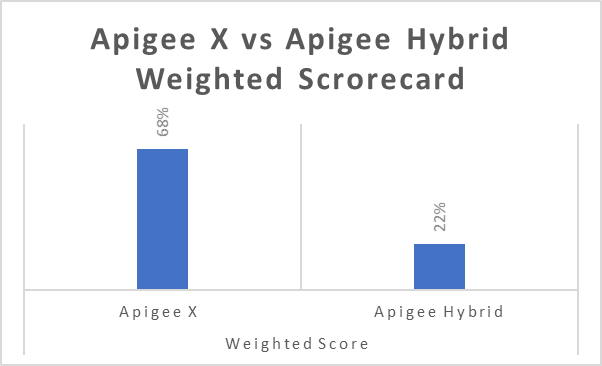 Apigee X vs Apigee Hybrid
Weighted Scrorecard
68%
22%
Apigee X
Apigee Hybrid
Weighted Score